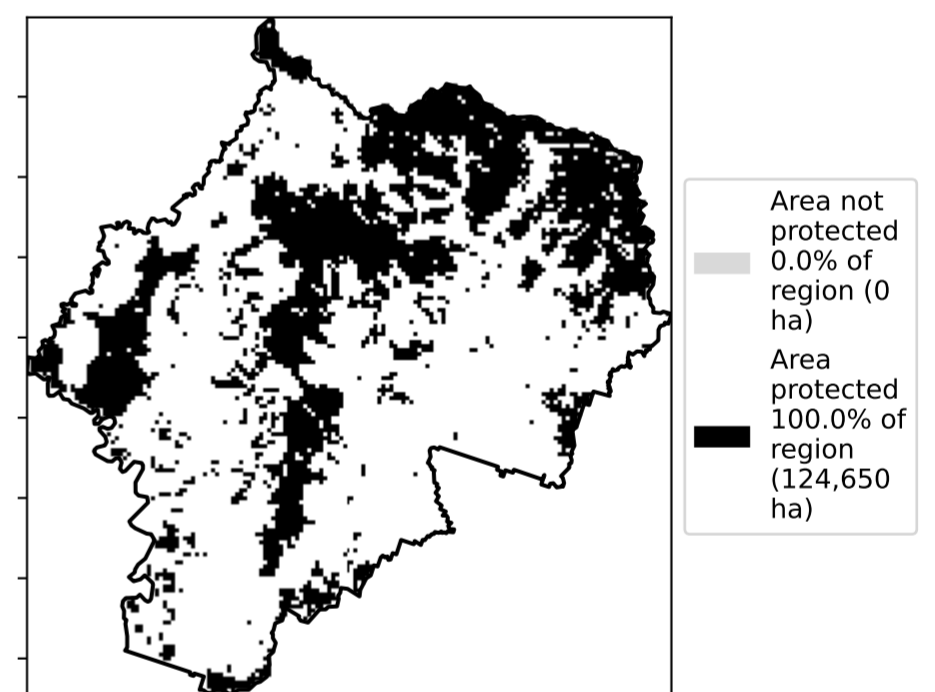 Area not
protected
0.0% of
region (0
ha)
Area
protected
100.0% of
region
(124,650
ha)